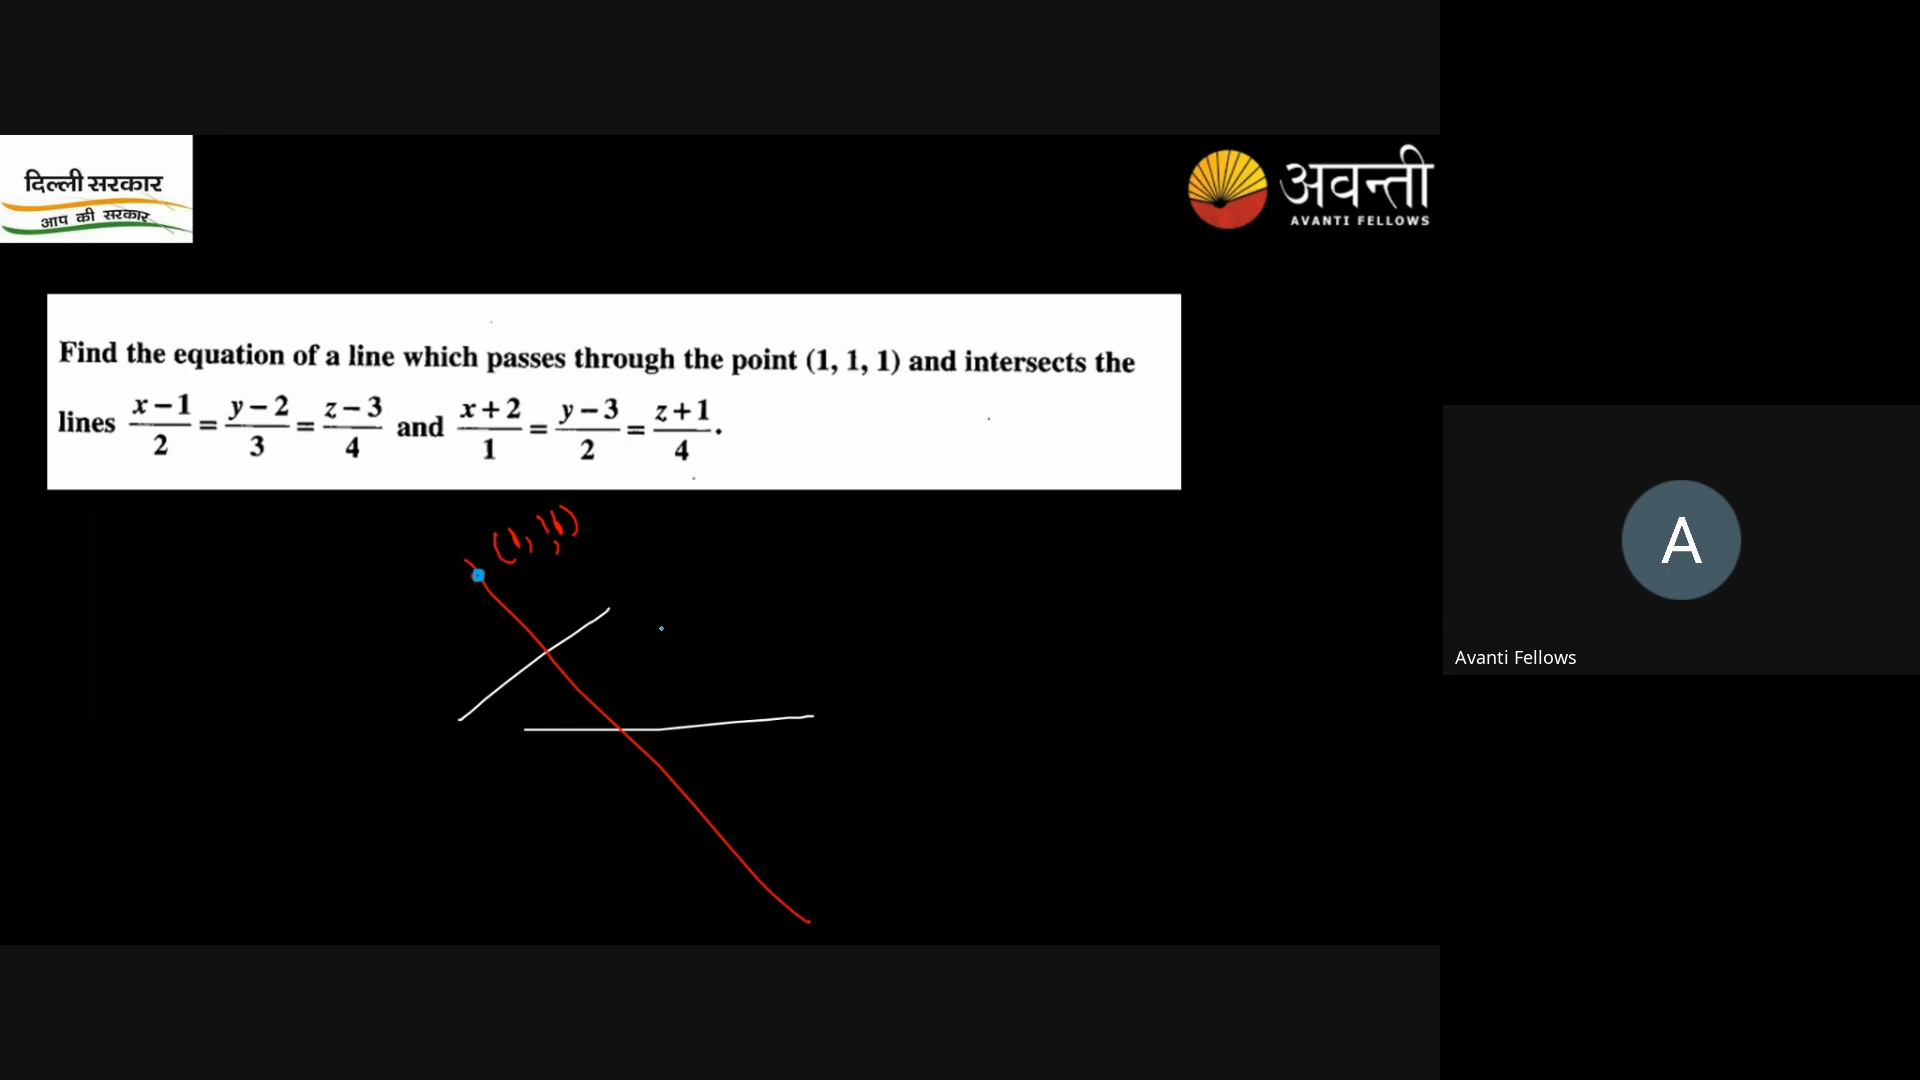 दिल्ली सरकार
आप की सरकार
अवन्ती
AVANTI FELLOWS
Find the equation of a line which passes through the point (1, 1, 1) and intersects the
lines (x − 1)/2 = (y − 2)/3 = (z − 3)/4 and (x + 2)/1 = (y − 3)/2 = (z + 1)/4.
(1, 1, 1)
A
Avanti Fellows